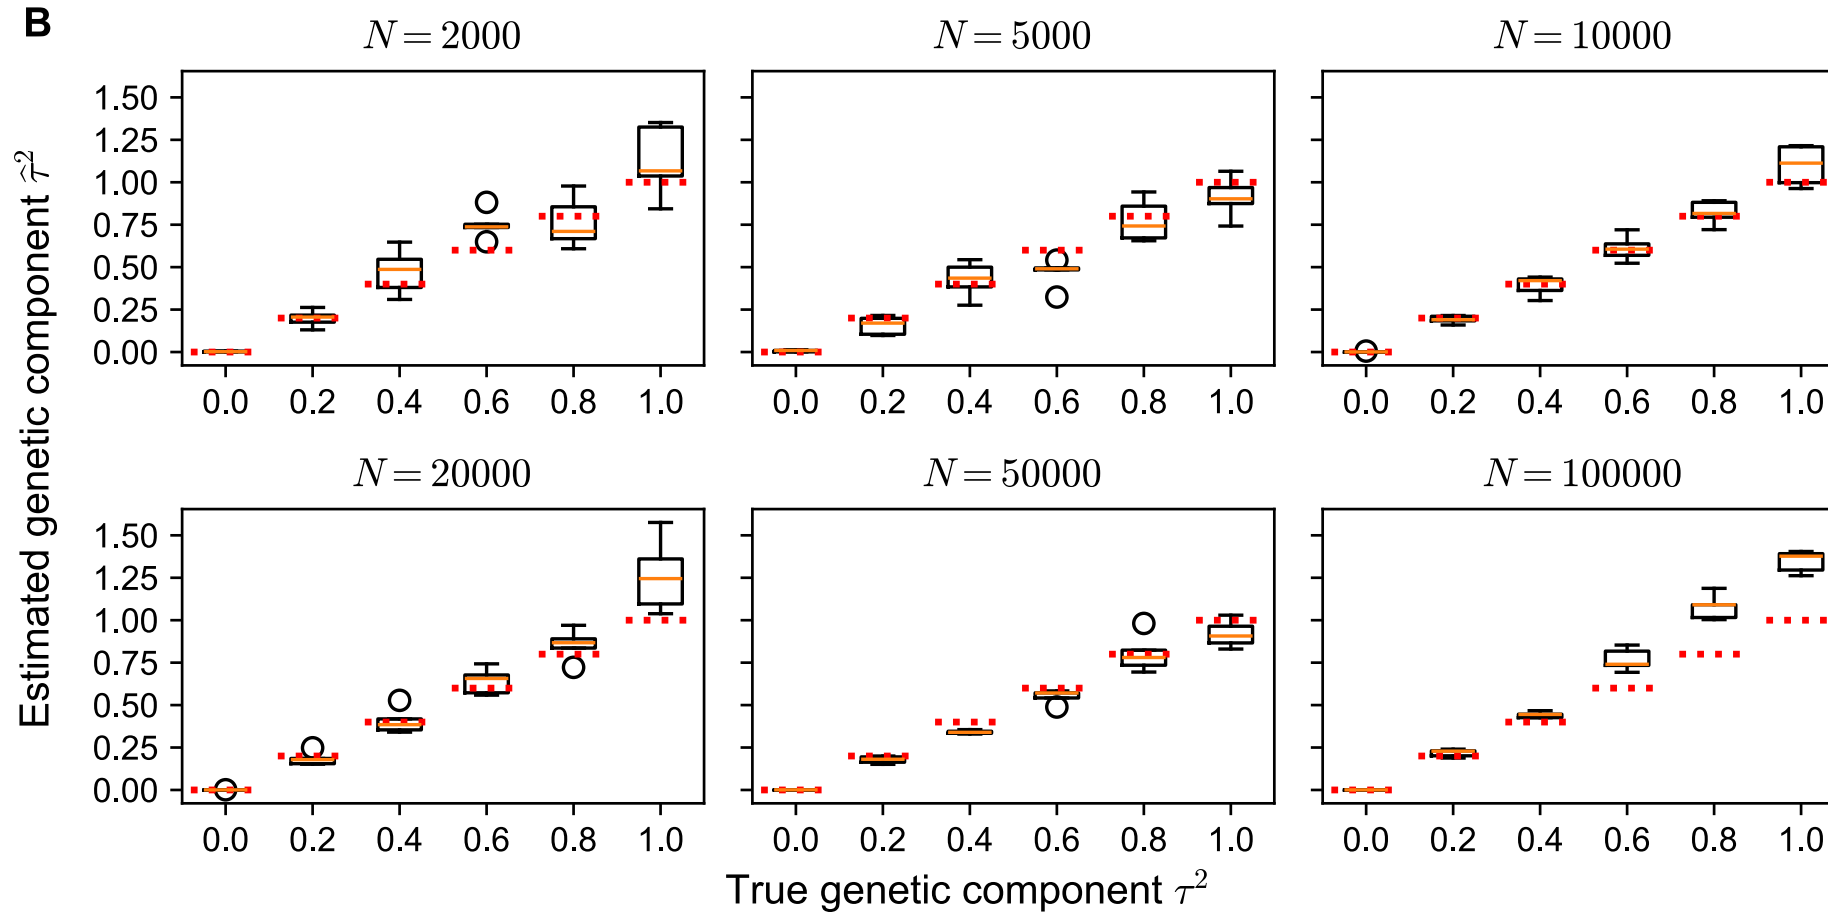 B
N = 2000
N = 5000
N = 10000
1.50
1.25
1.00
0.75
0.50
0.25
0.00
0.0 0.2 0.4 0.6 0.8 1.0
0.0 0.2 0.4 0.6 0.8 1.0
0.0 0.2 0.4 0.6 0.8 1.0
Estimated genetic component τ̂²
N = 20000
N = 50000
N = 100000
1.50
1.25
1.00
0.75
0.50
0.25
0.00
0.0 0.2 0.4 0.6 0.8 1.0
0.0 0.2 0.4 0.6 0.8 1.0
0.0 0.2 0.4 0.6 0.8 1.0
True genetic component τ²